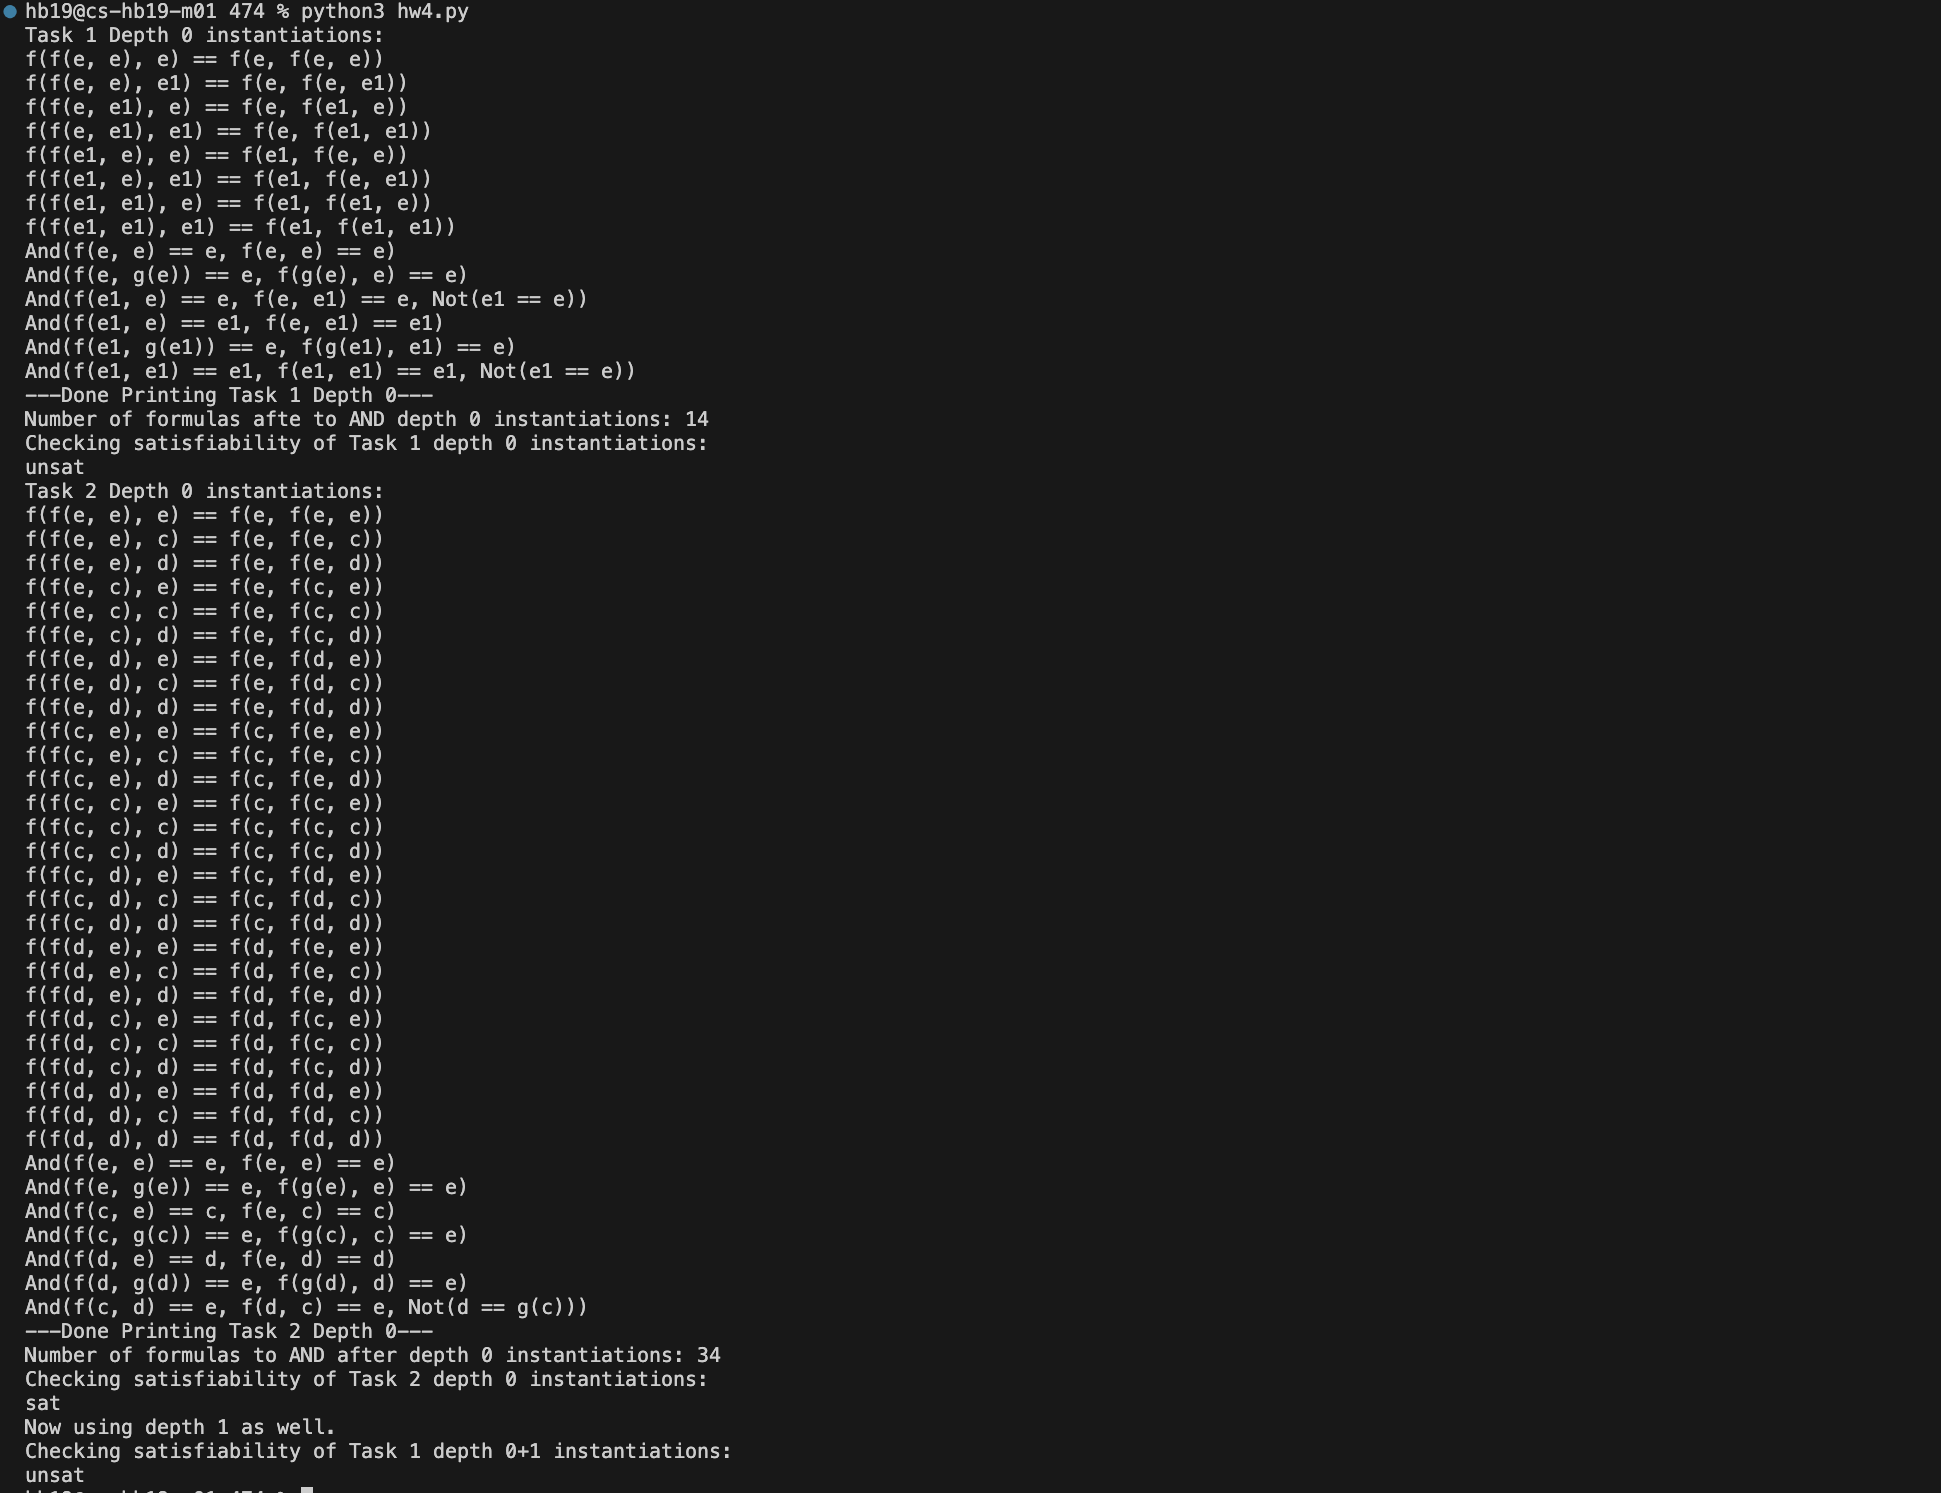 hb19@cs-hb19-m01 474 % python3 hw4.py
Task 1 Depth 0 instantiations:
f(f(e, e), e) == f(e, f(e, e))
f(f(e, e), e1) == f(e, f(e, e1))
f(f(e, e1), e) == f(e, f(e1, e))
f(f(e, e1), e1) == f(e, f(e1, e1))
f(f(e1, e), e) == f(e1, f(e, e))
f(f(e1, e), e1) == f(e1, f(e, e1))
f(f(e1, e1), e) == f(e1, f(e1, e))
f(f(e1, e1), e1) == f(e1, f(e1, e1))
And(f(e, e) == e, f(e, e) == e)
And(f(e, g(e)) == e, f(g(e), e) == e)
And(f(e1, e) == e, f(e, e1) == e, Not(e1 == e))
And(f(e1, e) == e1, f(e, e1) == e1)
And(f(e1, g(e1)) == e, f(g(e1), e1) == e)
And(f(e1, e1) == e1, f(e1, e1) == e1, Not(e1 == e))
---Done Printing Task 1 Depth 0---
Number of formulas afte to AND depth 0 instantiations: 14
Checking satisfiability of Task 1 depth 0 instantiations:
unsat
Task 2 Depth 0 instantiations:
f(f(e, e), e) == f(e, f(e, e))
f(f(e, e), c) == f(e, f(e, c))
f(f(e, e), d) == f(e, f(e, d))
f(f(e, c), e) == f(e, f(c, e))
f(f(e, c), c) == f(e, f(c, c))
f(f(e, c), d) == f(e, f(c, d))
f(f(e, d), e) == f(e, f(d, e))
f(f(e, d), c) == f(e, f(d, c))
f(f(e, d), d) == f(e, f(d, d))
f(f(c, e), e) == f(c, f(e, e))
f(f(c, e), c) == f(c, f(e, c))
f(f(c, e), d) == f(c, f(e, d))
f(f(c, c), e) == f(c, f(c, e))
f(f(c, c), c) == f(c, f(c, c))
f(f(c, c), d) == f(c, f(c, d))
f(f(c, d), e) == f(c, f(d, e))
f(f(c, d), c) == f(c, f(d, c))
f(f(c, d), d) == f(c, f(d, d))
f(f(d, e), e) == f(d, f(e, e))
f(f(d, e), c) == f(d, f(e, c))
f(f(d, e), d) == f(d, f(e, d))
f(f(d, c), e) == f(d, f(c, e))
f(f(d, c), c) == f(d, f(c, c))
f(f(d, c), d) == f(d, f(c, d))
f(f(d, d), e) == f(d, f(d, e))
f(f(d, d), c) == f(d, f(d, c))
f(f(d, d), d) == f(d, f(d, d))
And(f(e, e) == e, f(e, e) == e)
And(f(e, g(e)) == e, f(g(e), e) == e)
And(f(c, e) == c, f(e, c) == c)
And(f(c, g(c)) == e, f(g(c), c) == e)
And(f(d, e) == d, f(e, d) == d)
And(f(d, g(d)) == e, f(g(d), d) == e)
And(f(c, d) == e, f(d, c) == e, Not(d == g(c)))
---Done Printing Task 2 Depth 0---
Number of formulas to AND after depth 0 instantiations: 34
Checking satisfiability of Task 2 depth 0 instantiations:
sat
Now using depth 1 as well.
Checking satisfiability of Task 1 depth 0+1 instantiations:
unsat